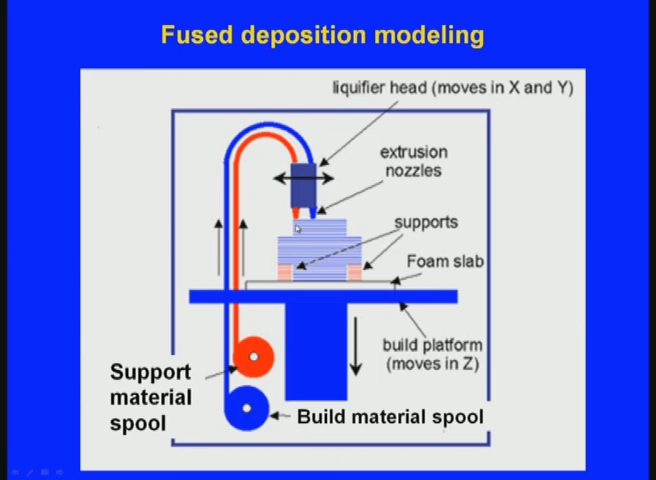 Fused deposition modeling
liquifier head (moves in X and Y)
extrusion
nozzles
supports
Foam slab
build platform
(moves in Z)
Support
material
spool
Build material spool